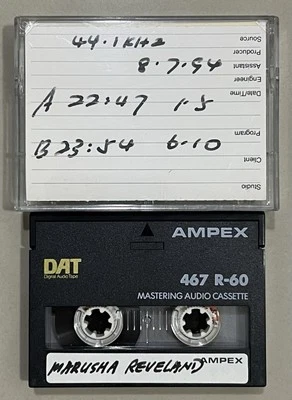 44.1KHz
8.7.94
A 22:47 1-5
B 23:54 6-10
Source
Producer
Assistant
Engineer
Date/Time
Program
Client
Studio
AMPEX
DAT
Digital Audio Tape
467 R-60
MASTERING AUDIO CASSETTE
MARUSHA REVELAND AMPEX